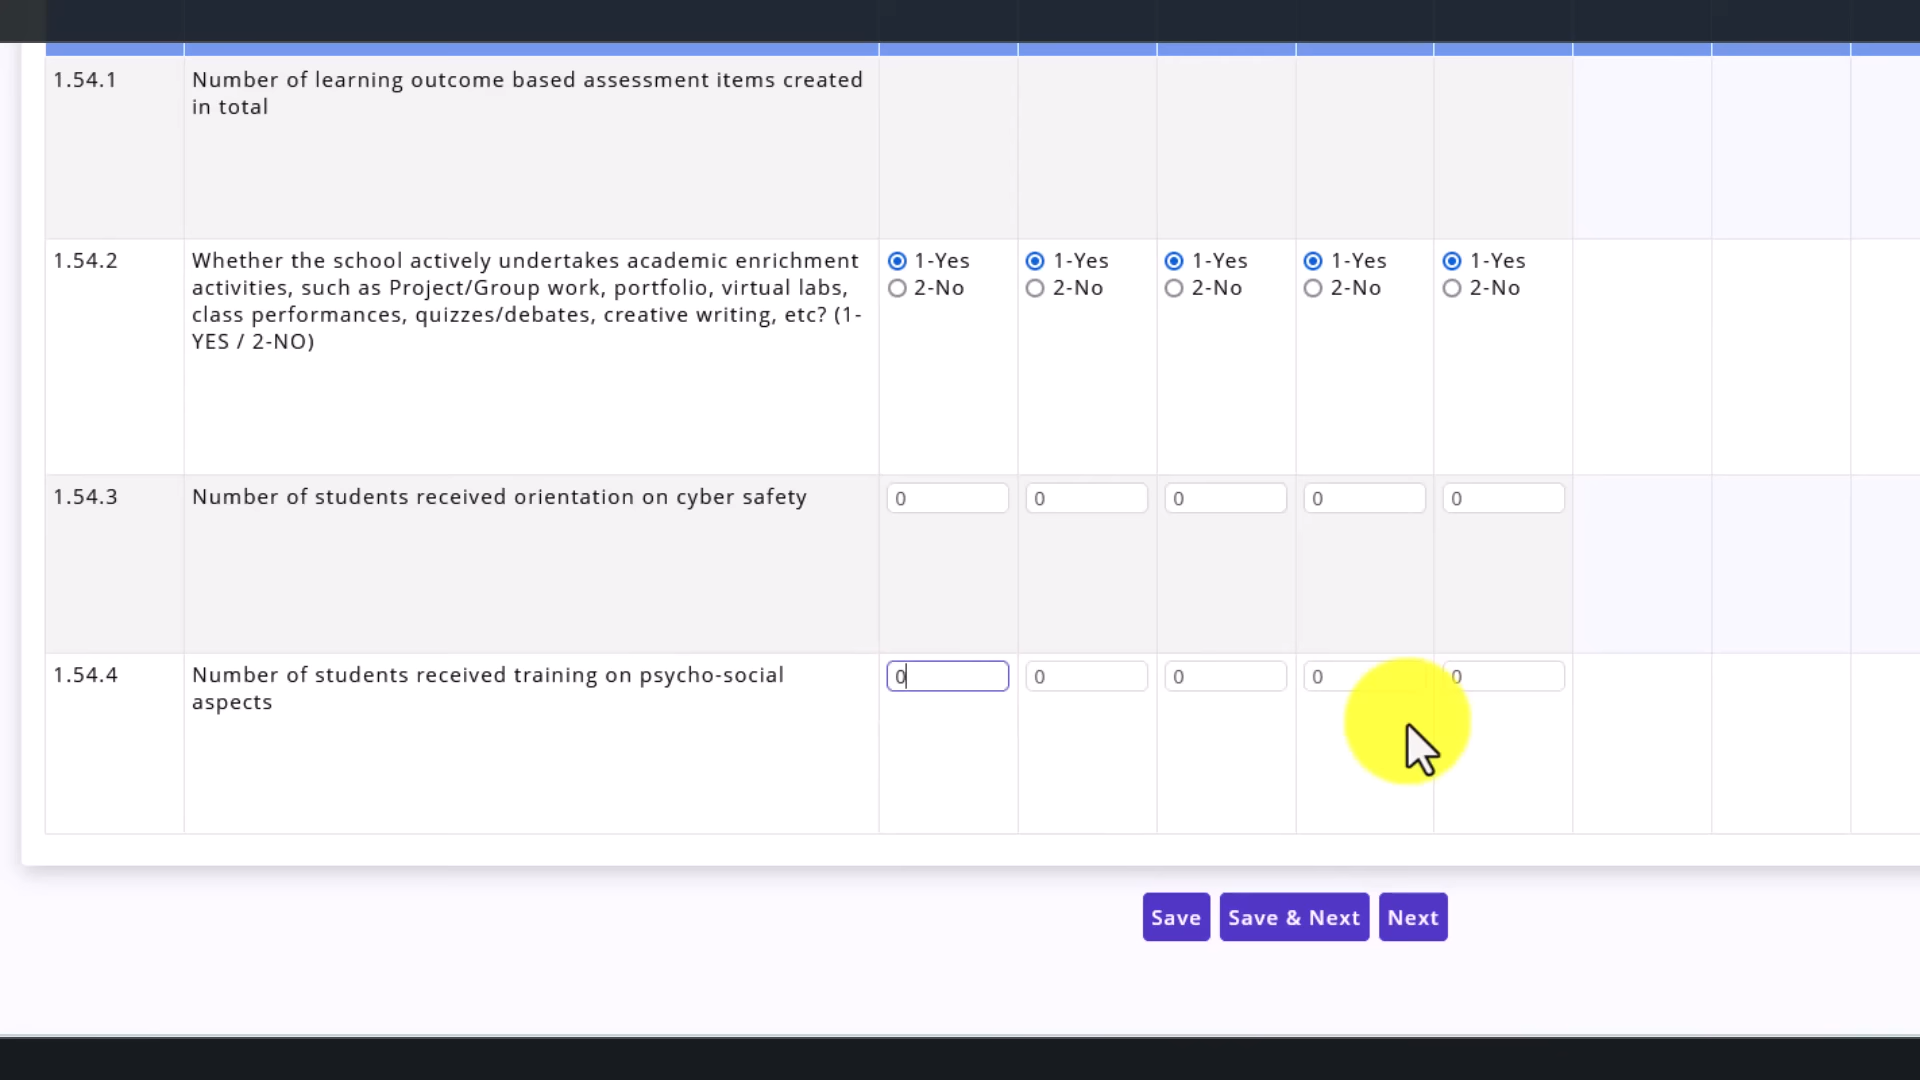 1.54.1 Number of learning outcome based assessment items created
in total
1.54.2 Whether the school actively undertakes academic enrichment 1-Yes 1-Yes 1-Yes 1-Yes 1-Yes
activities, such as Project/Group work, portfolio, virtual labs, 2-No 2-No 2-No 2-No 2-No
class performances, quizzes/debates, creative writing, etc? (1-
YES / 2-NO)
1.54.3 Number of students received orientation on cyber safety 0 0 0 0 0
1.54.4 Number of students received training on psycho-social 0 0 0 0 0
aspects
Save Save & Next Next